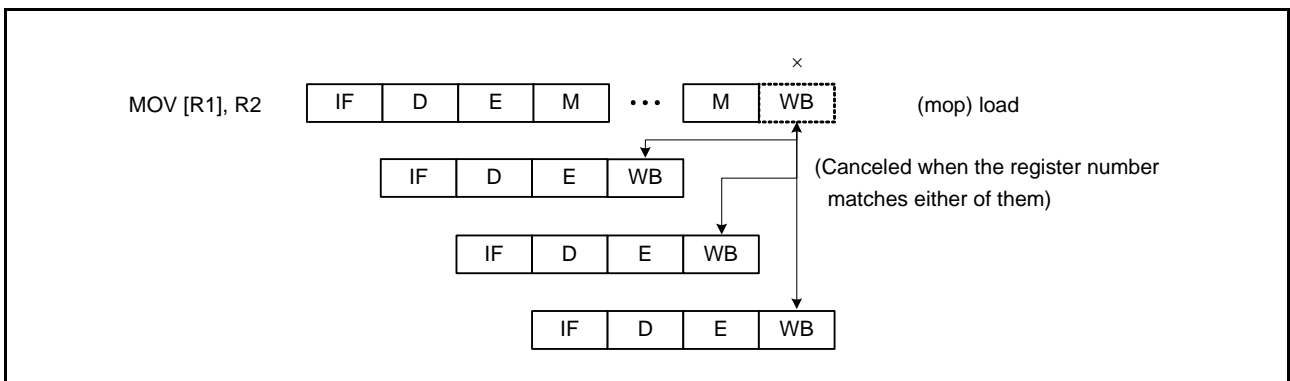 ×
MOV [R1], R2 IF D E M ••• M WB (mop) load
IF D E WB (Canceled when the register number
matches either of them)
IF D E WB
IF D E WB